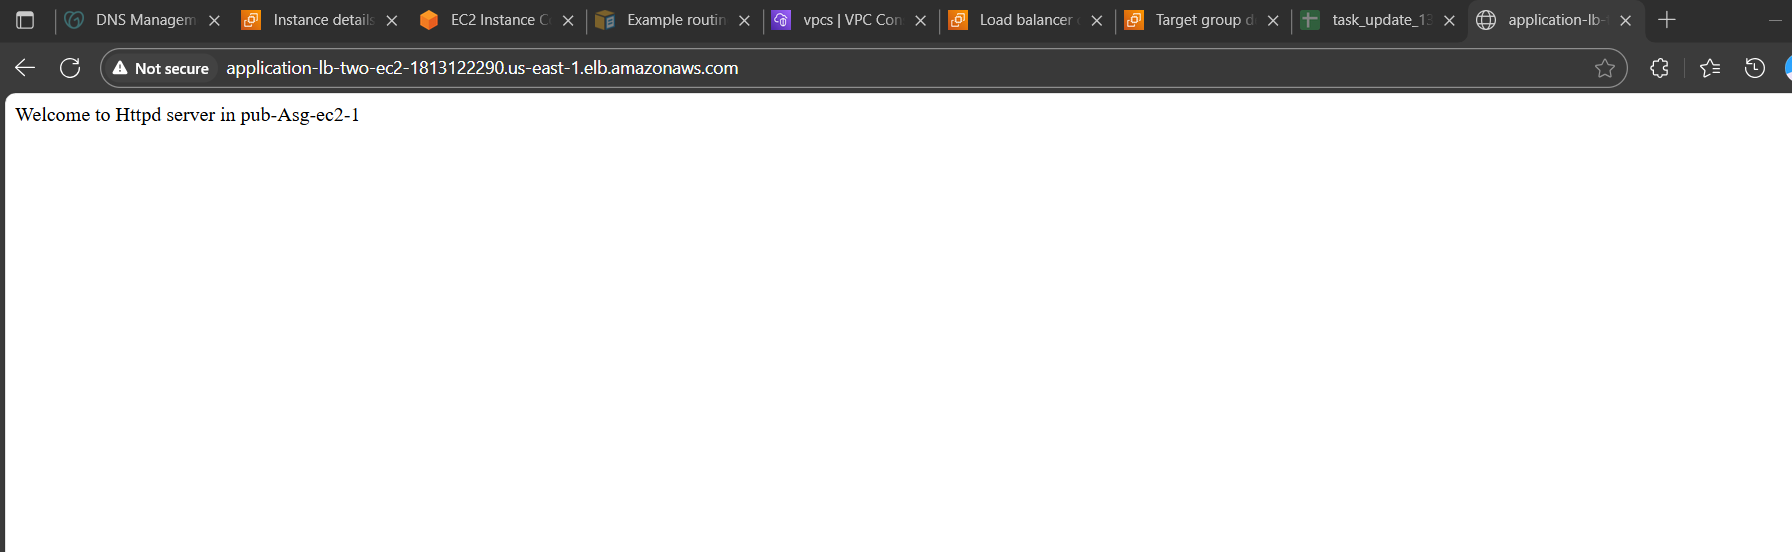 DNS Managem
Instance details
EC2 Instance C
Example routin
vpcs | VPC Con
Load balancer
Target group d
task_update_13
application-lb-
Not secure
application-lb-two-ec2-1813122290.us-east-1.elb.amazonaws.com
Welcome to Httpd server in pub-Asg-ec2-1